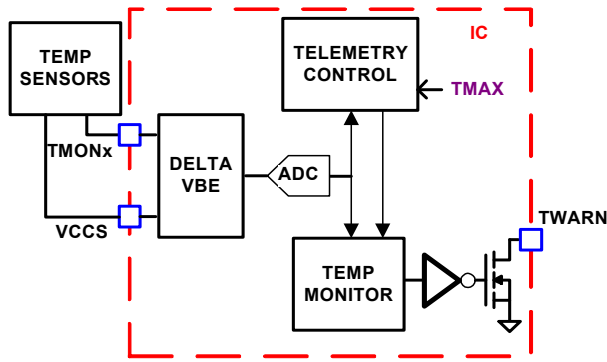 TEMP
SENSORS
IC
TELEMETRY
CONTROL
TMAX
TMONx
DELTA
VBE
ADC
VCCS
TWARN
TEMP
MONITOR